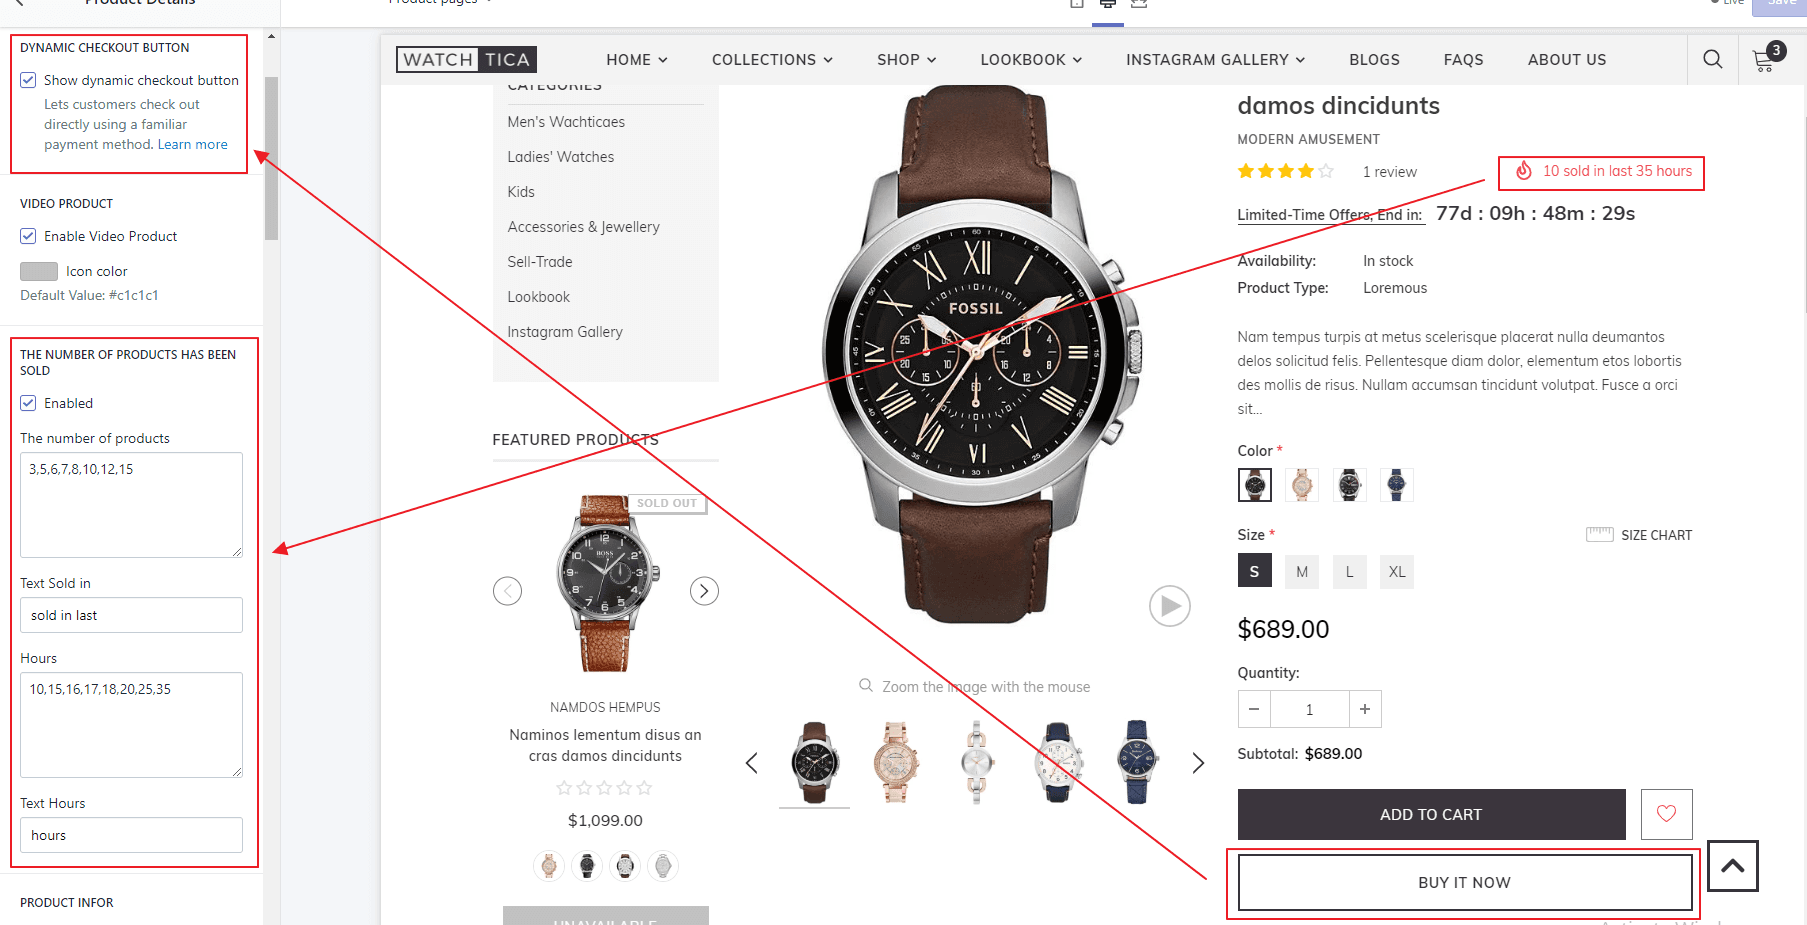 Product Details
Product pages
Live
Save
DYNAMIC CHECKOUT BUTTON
Show dynamic checkout button
Lets customers check out
directly using a familiar
payment method. Learn more
VIDEO PRODUCT
Enable Video Product
Icon color
Default Value: #c1c1c1
THE NUMBER OF PRODUCTS HAS BEEN
SOLD
Enabled
The number of products
3,5,6,7,8,10,12,15
Text Sold in
sold in last
Hours
10,15,16,17,18,20,25,35
Text Hours
hours
PRODUCT INFOR
WATCH TICA
HOME
COLLECTIONS
SHOP
LOOKBOOK
INSTAGRAM GALLERY
BLOGS
FAQS
ABOUT US
3
CATEGORIES
Men's Wachticaes
Ladies' Watches
Kids
Accessories & Jewellery
Sell-Trade
Lookbook
Instagram Gallery
FEATURED PRODUCTS
SOLD OUT
BOSS
NAMDOS HEMPUS
Naminos lementum disus an
cras damos dincidunts
$1,099.00
UNAVAILABLE
FOSSIL
Zoom the image with the mouse
damos dincidunts
MODERN AMUSEMENT
1 review
10 sold in last 35 hours
Limited-Time Offers, End in: 77d : 09h : 48m : 29s
Availability: In stock
Product Type: Loremous
Nam tempus turpis at metus scelerisque placerat nulla deumantos
delos solicitud felis. Pellentesque diam dolor, elementum etos lobortis
des mollis de risus. Nullam accumsan tincidunt volutpat. Fusce a orci
sit...
Color *
Size *
SIZE CHART
S
M
L
XL
$689.00
Quantity:
− 1 +
Subtotal: $689.00
ADD TO CART
BUY IT NOW